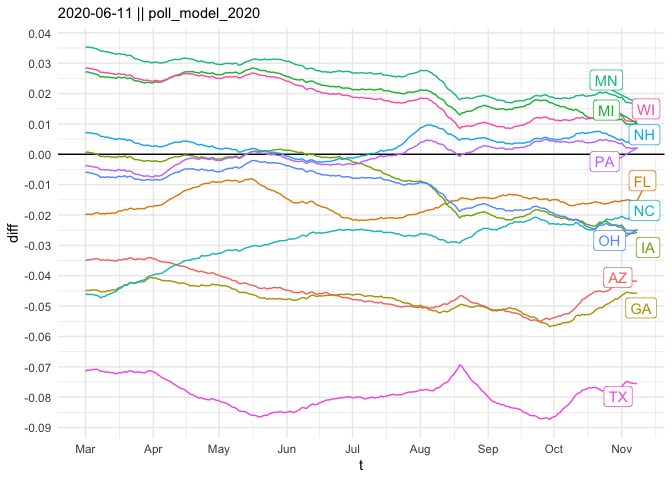 2020-06-11 || poll_model_2020
0.04
0.03
0.02
0.01
0.00
-0.01
-0.02
-0.03
-0.04
-0.05
-0.06
-0.07
-0.08
-0.09
diff
MN
MI
WI
NH
PA
FL
NC
OH
IA
AZ
GA
TX
Mar Apr May Jun Jul Aug Sep Oct Nov
t